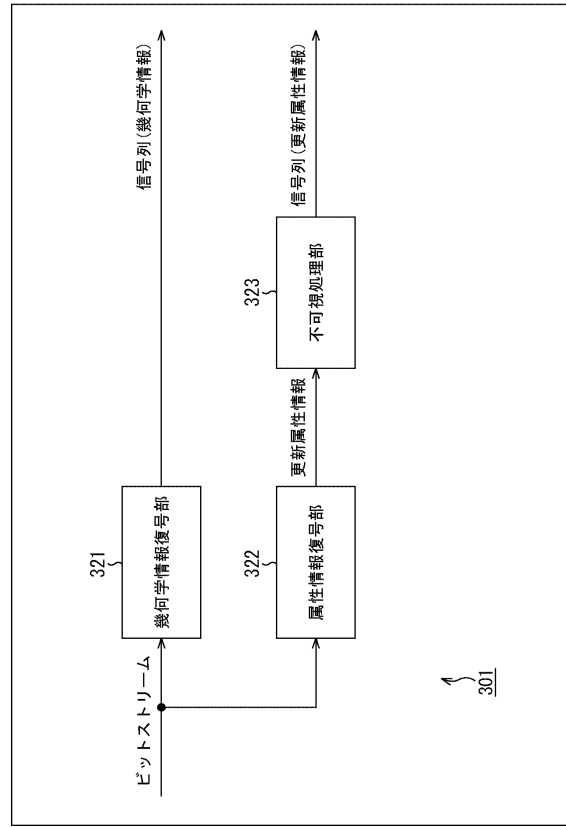 ビットストリーム
321
幾何学情報復号部
信号列(幾何学情報)
322
属性情報復号部
更新属性情報
323
不可視処理部
信号列(更新属性情報)
301